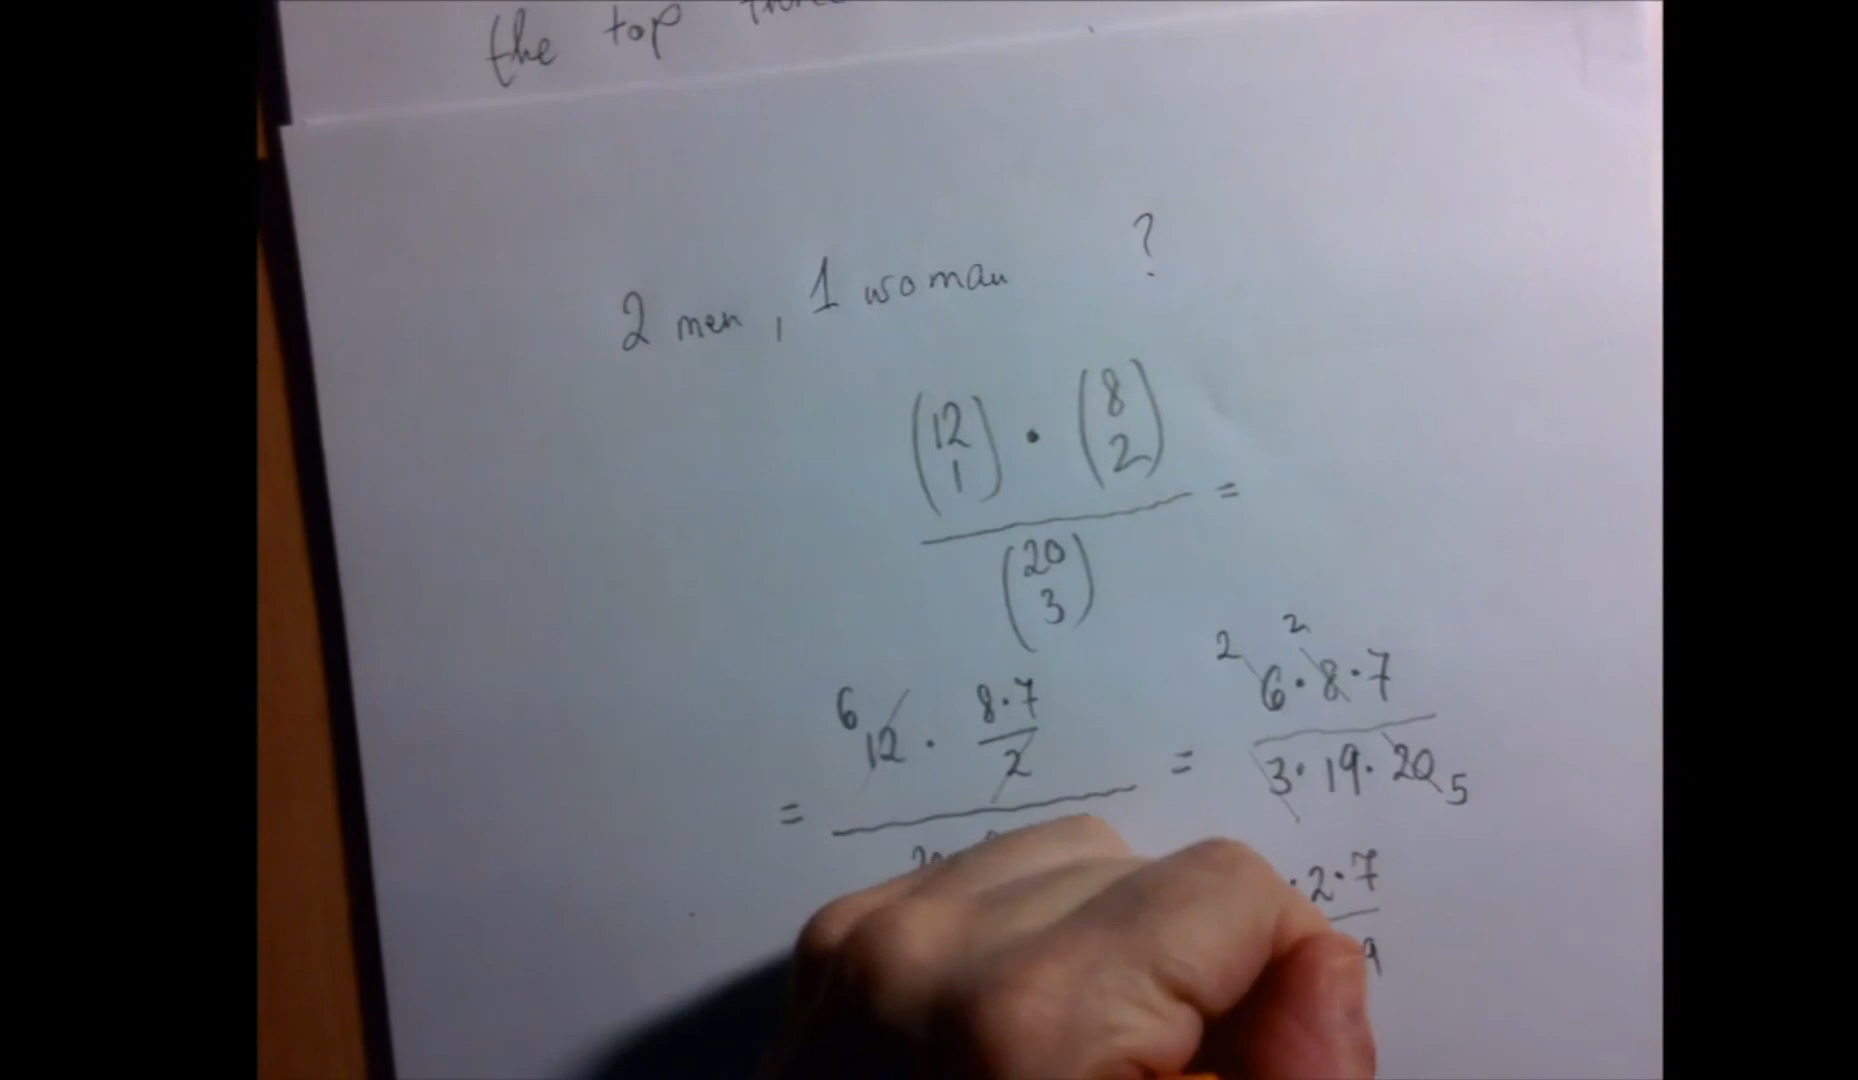 the top
2 men, 1 woman ?
(12 1) · (8 2)
(20 3) =
= 6 12 · 8·7 / 2
= 2 6 · 2 8 · 7 / 3 · 19 · 20 5
· 2 · 7
9